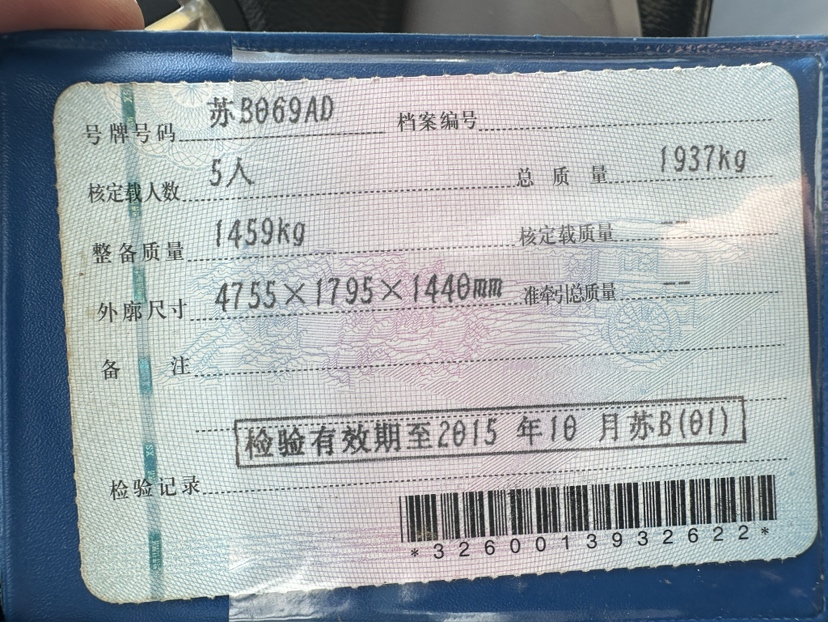 号牌号码 苏B069AD 档案编号
核定载人数 5人 总质量 1937kg
整备质量 1459kg 核定载质量 --
外廓尺寸 4755×1795×1440mm 准牵引总质量 --
备注
检验有效期至2015年10月苏B(01)
检验记录
*3260013932622*